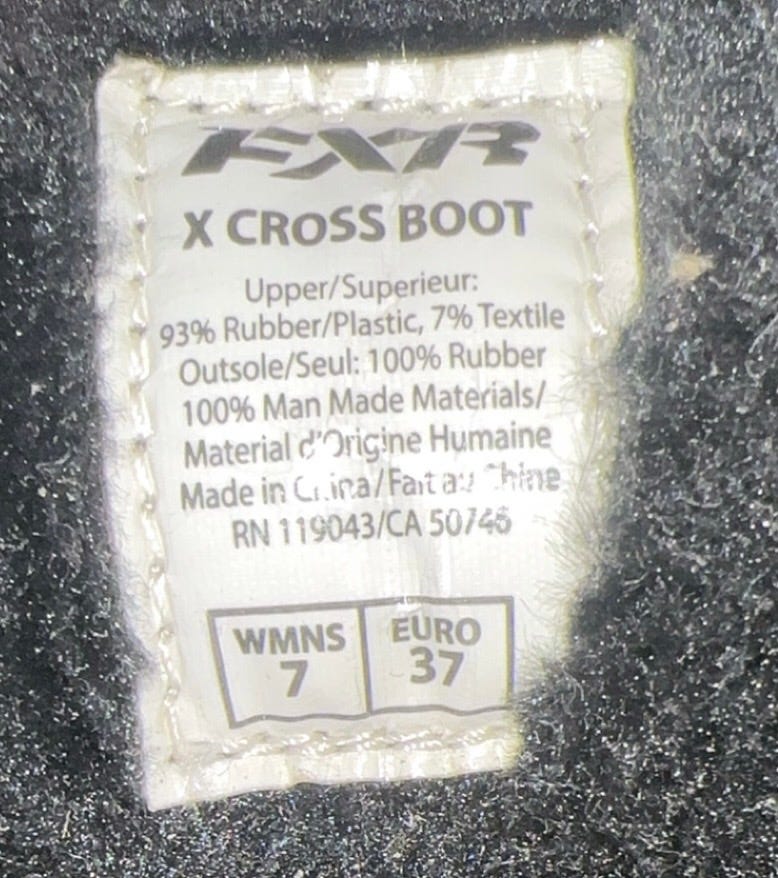 FXR
X CROSS BOOT
Upper/Superieur:
93% Rubber/Plastic, 7% Textile
Outsole/Seul: 100% Rubber
100% Man Made Materials/
Material d'Origine Humaine
Made in China/Fait au Chine
RN 119043/CA 50746
WMNS EURO
7 37